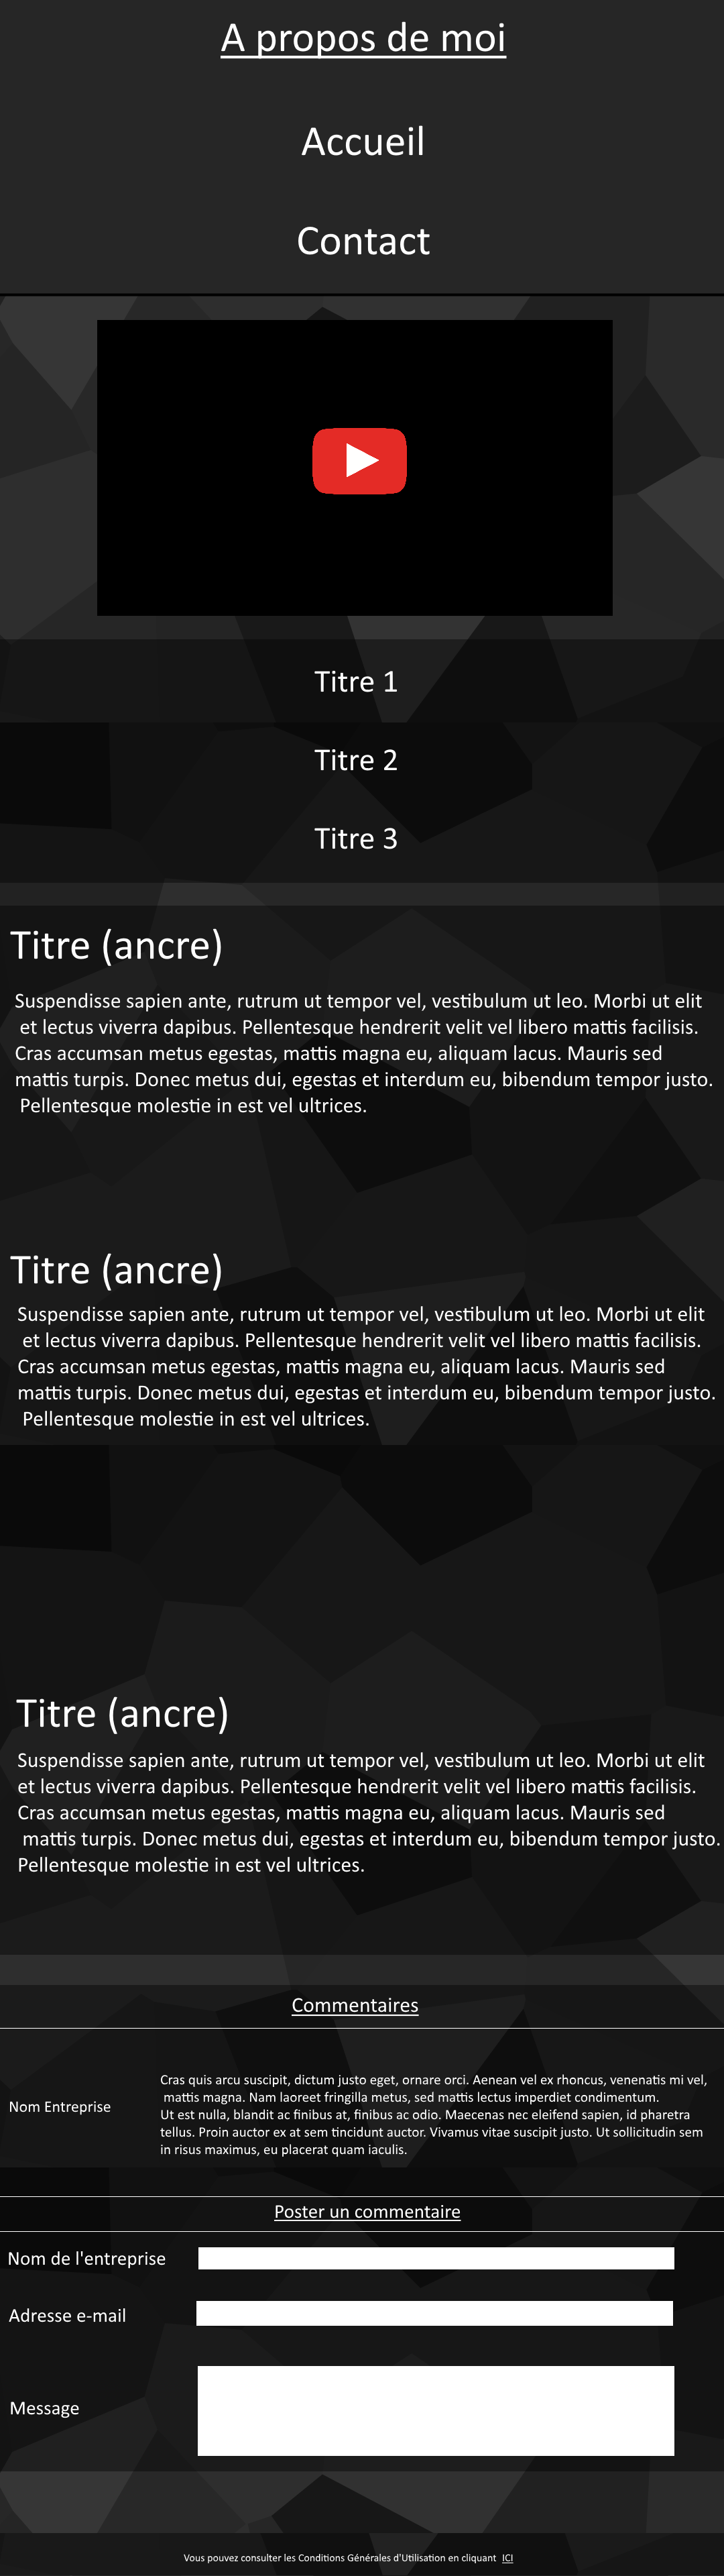 A propos de moi
Accueil
Contact
Titre 1
Titre 2
Titre 3
Titre (ancre)
Suspendisse sapien ante, rutrum ut tempor vel, vestibulum ut leo. Morbi ut elit
et lectus viverra dapibus. Pellentesque hendrerit velit vel libero mattis facilisis.
Cras accumsan metus egestas, mattis magna eu, aliquam lacus. Mauris sed
mattis turpis. Donec metus dui, egestas et interdum eu, bibendum tempor justo.
Pellentesque molestie in est vel ultrices.
Titre (ancre)
Suspendisse sapien ante, rutrum ut tempor vel, vestibulum ut leo. Morbi ut elit
et lectus viverra dapibus. Pellentesque hendrerit velit vel libero mattis facilisis.
Cras accumsan metus egestas, mattis magna eu, aliquam lacus. Mauris sed
mattis turpis. Donec metus dui, egestas et interdum eu, bibendum tempor justo.
Pellentesque molestie in est vel ultrices.
Titre (ancre)
Suspendisse sapien ante, rutrum ut tempor vel, vestibulum ut leo. Morbi ut elit
et lectus viverra dapibus. Pellentesque hendrerit velit vel libero mattis facilisis.
Cras accumsan metus egestas, mattis magna eu, aliquam lacus. Mauris sed
mattis turpis. Donec metus dui, egestas et interdum eu, bibendum tempor justo.
Pellentesque molestie in est vel ultrices.
Commentaires
Nom Entreprise
Cras quis arcu suscipit, dictum justo eget, ornare orci. Aenean vel ex rhoncus, venenatis mi vel,
mattis magna. Nam laoreet fringilla metus, sed mattis lectus imperdiet condimentum.
Ut est nulla, blandit ac finibus at, finibus ac odio. Maecenas nec eleifend sapien, id pharetra
tellus. Proin auctor ex at sem tincidunt auctor. Vivamus vitae suscipit justo. Ut sollicitudin sem
in risus maximus, eu placerat quam iaculis.
Poster un commentaire
Nom de l'entreprise
Adresse e-mail
Message
Vous pouvez consulter les Conditions Générales d'Utilisation en cliquant ICI